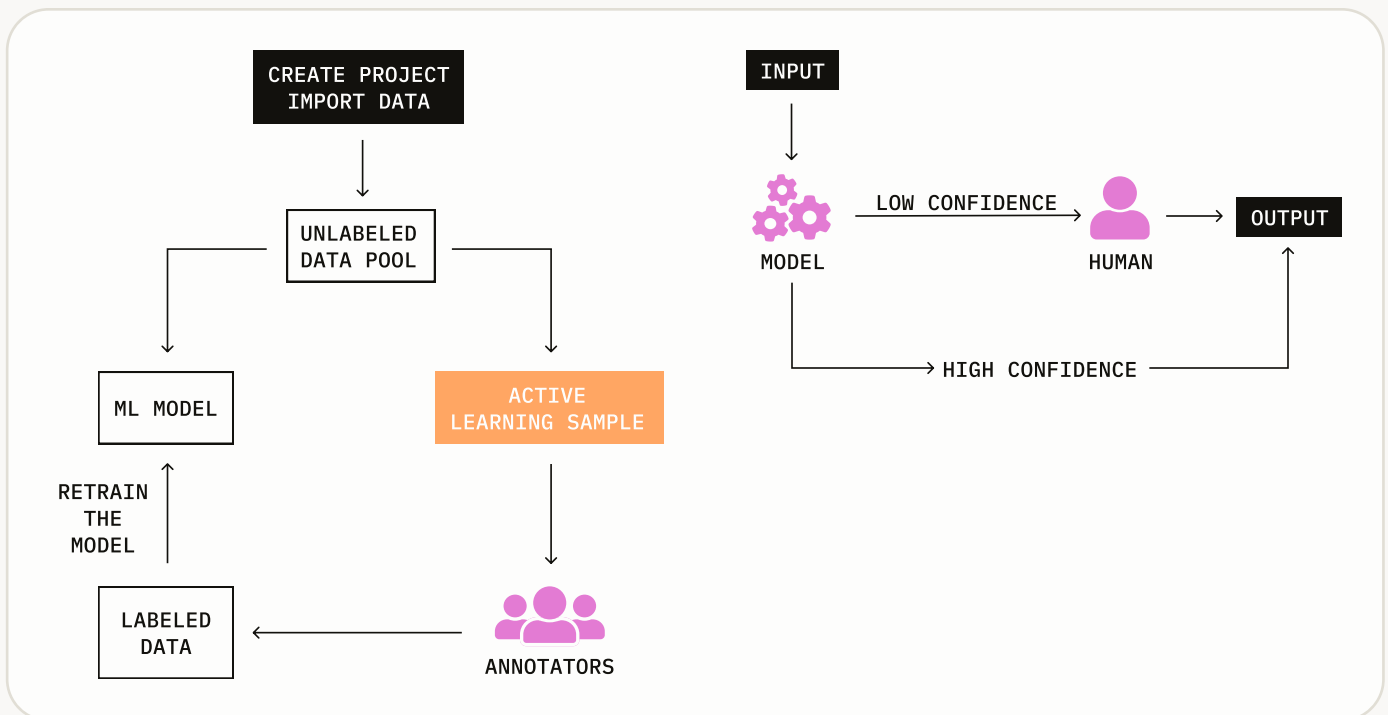 CREATE PROJECT
IMPORT DATA
UNLABELED
DATA POOL
ML MODEL
ACTIVE
LEARNING SAMPLE
RETRAIN
THE
MODEL
LABELED
DATA
ANNOTATORS
INPUT
LOW CONFIDENCE
MODEL
HUMAN
OUTPUT
HIGH CONFIDENCE